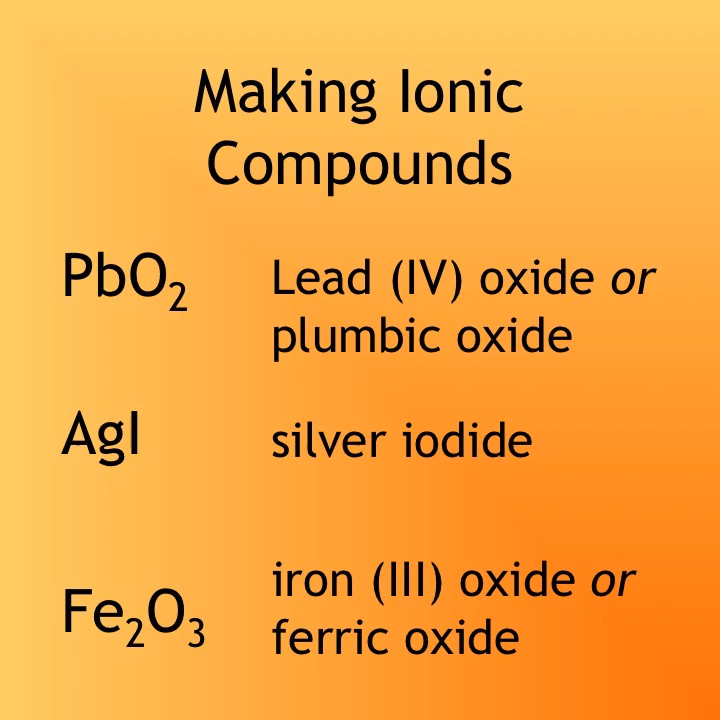 Making Ionic
Compounds
PbO₂
Lead (IV) oxide or
plumbic oxide
AgI
silver iodide
Fe₂O₃
iron (III) oxide or
ferric oxide